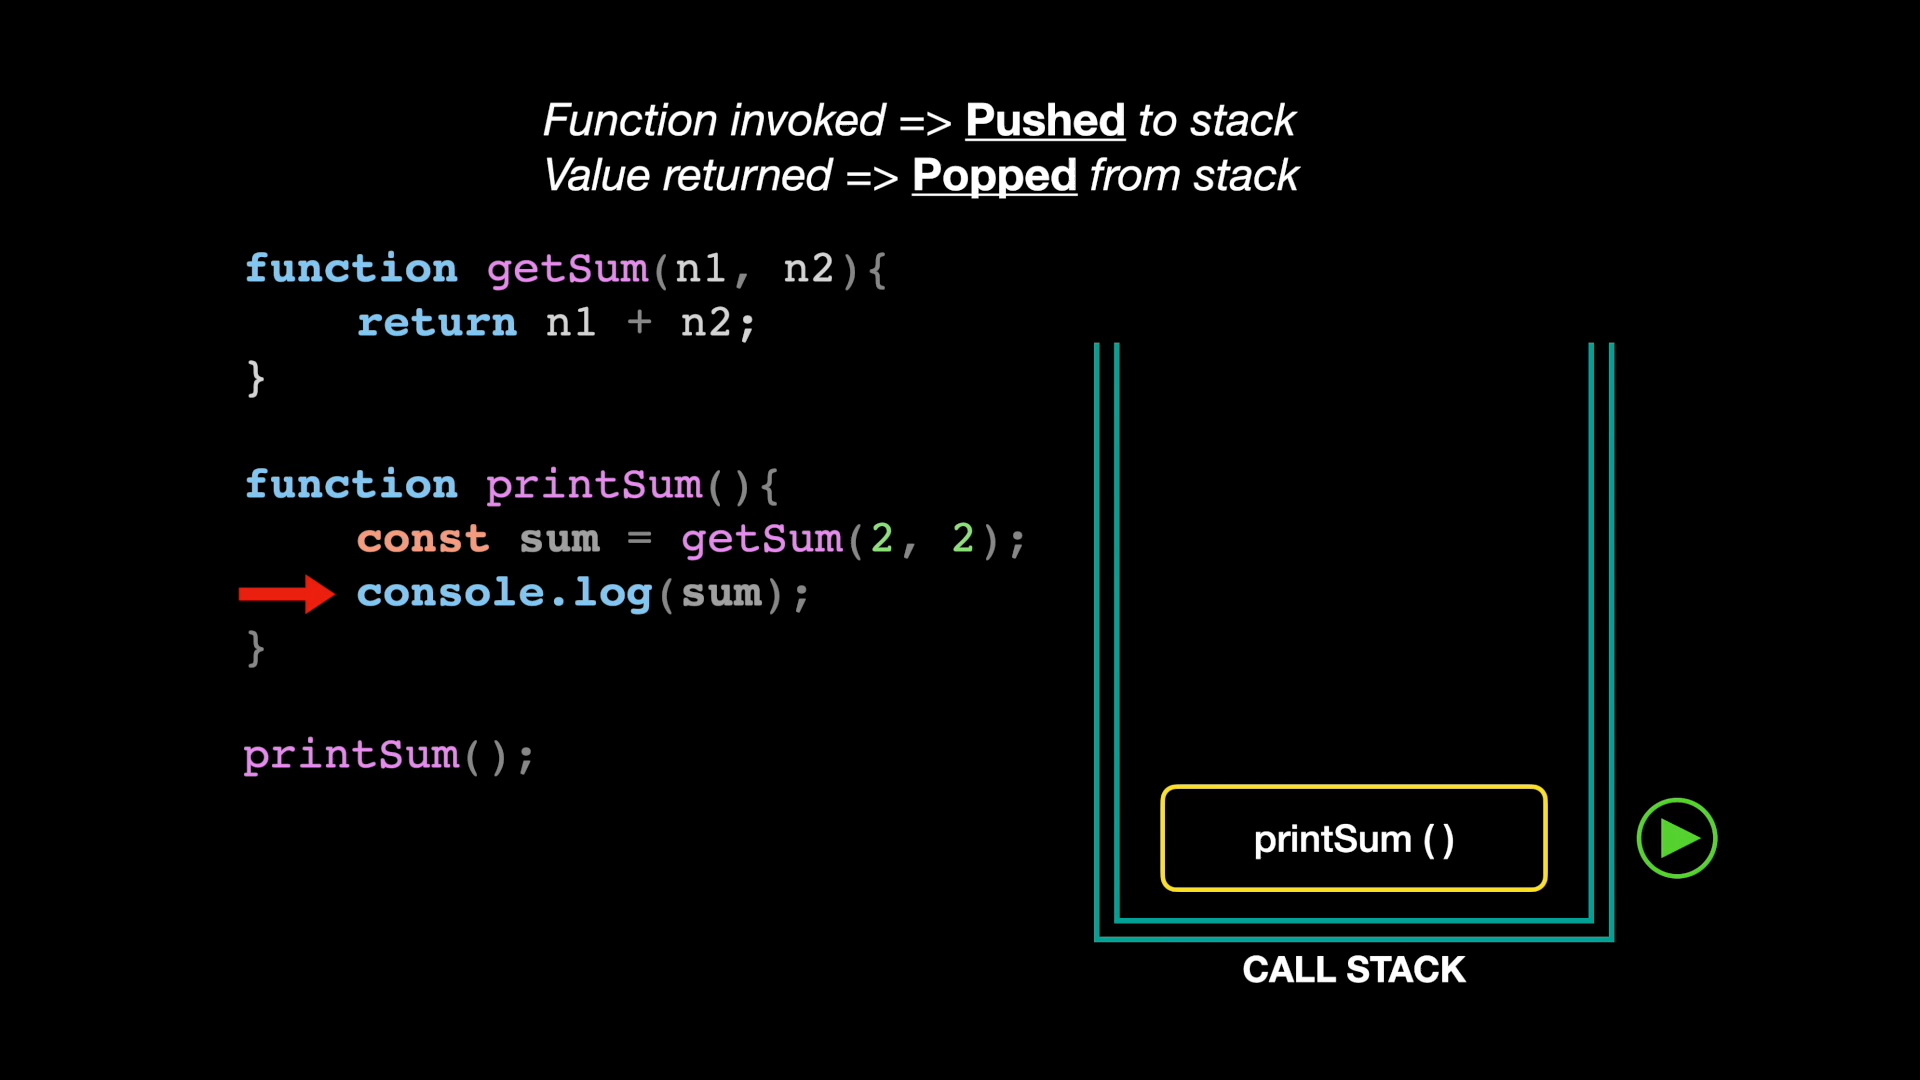 Function invoked => Pushed to stack
Value returned => Popped from stack
function getSum(n1, n2){
return n1 + n2;
}
function printSum(){
const sum = getSum(2, 2);
console.log(sum);
}
printSum();
printSum ( )
CALL STACK